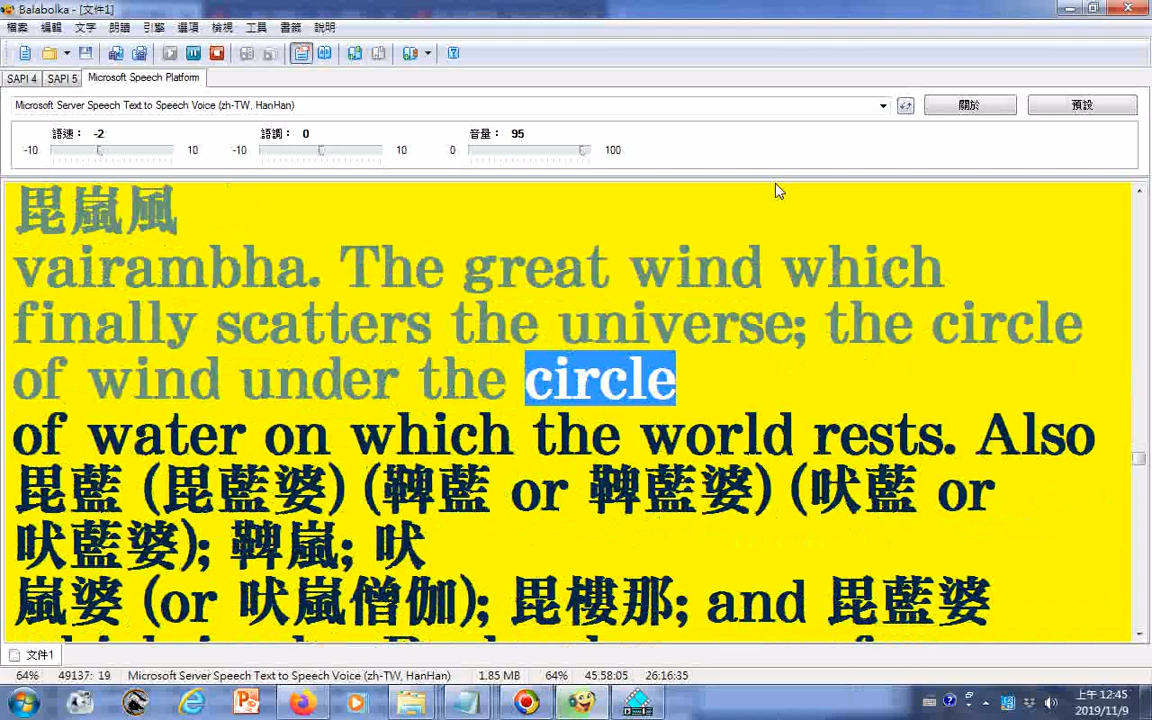 Balabolka - [文件1]
檔案 編輯 文字 朗讀 引擎 選項 檢視 工具 書籤 說明
SAPI 4 SAPI 5 Microsoft Speech Platform
Microsoft Server Speech Text to Speech Voice (zh-TW, HanHan) 關於 預設
語速： -2 語調： 0 音量： 95
-10 10 -10 10 0 100
毘嵐風
vairambha. The great wind which
finally scatters the universe; the circle
of wind under the circle
of water on which the world rests. Also
毘藍 (毘藍婆) (鞞藍 or 鞞藍婆) (吠藍 or
吠藍婆); 鞞嵐; 吠
嵐婆 (or 吠嵐僧伽); 毘樓那; and 毘藍婆
文件1
64% 49137: 19 Microsoft Server Speech Text to Speech Voice (zh-TW, HanHan) 1.85 MB 64% 45:58:05 26:16:35
上午 12:45
2019/11/9